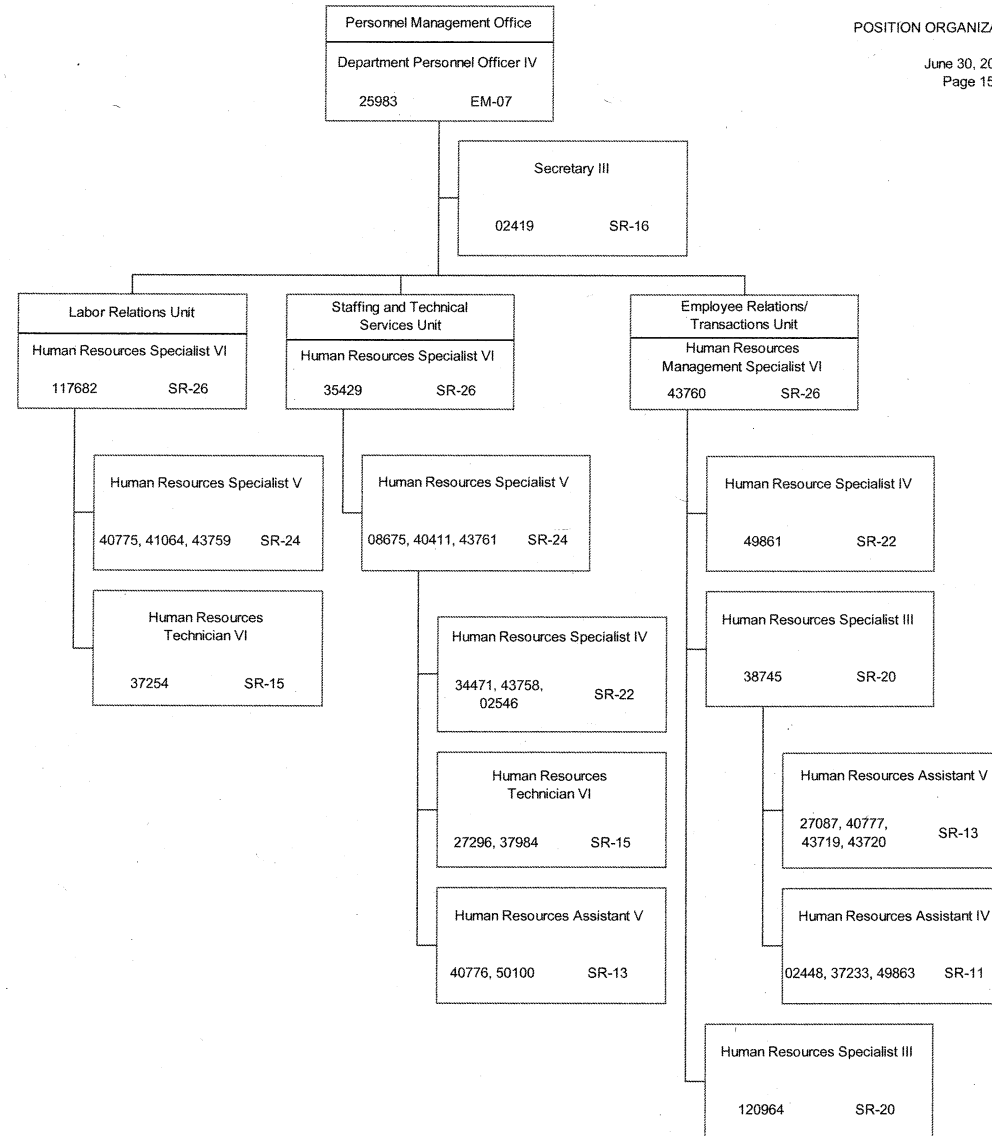 Personnel Management Office
Department Personnel Officer IV
25983 EM-07
POSITION ORGANIZA
June 30, 20
Page 15
Secretary III
02419 SR-16
Labor Relations Unit
Human Resources Specialist VI
117682 SR-26
Staffing and Technical
Services Unit
Human Resources Specialist VI
35429 SR-26
Employee Relations/
Transactions Unit
Human Resources
Management Specialist VI
43760 SR-26
Human Resources Specialist V
40775, 41064, 43759 SR-24
Human Resources
Technician VI
37254 SR-15
Human Resources Specialist V
08675, 40411, 43761 SR-24
Human Resources Specialist IV
34471, 43758,
02546 SR-22
Human Resources
Technician VI
27296, 37984 SR-15
Human Resources Assistant V
40776, 50100 SR-13
Human Resource Specialist IV
49861 SR-22
Human Resources Specialist III
38745 SR-20
Human Resources Assistant V
27087, 40777,
43719, 43720 SR-13
Human Resources Assistant IV
02448, 37233, 49863 SR-11
Human Resources Specialist III
120964 SR-20